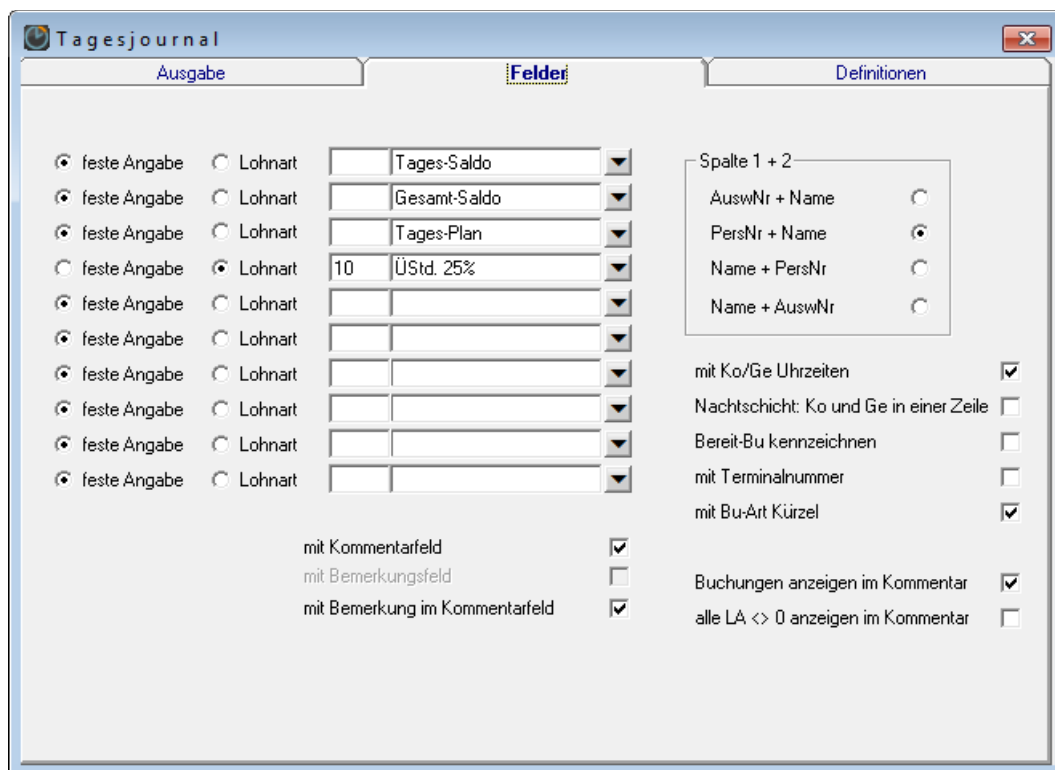 Tagesjournal
Ausgabe
Felder
Definitionen
feste Angabe Lohnart Tages-Saldo
feste Angabe Lohnart Gesamt-Saldo
feste Angabe Lohnart Tages-Plan
feste Angabe Lohnart 10 ÜStd. 25%
feste Angabe Lohnart
feste Angabe Lohnart
feste Angabe Lohnart
feste Angabe Lohnart
feste Angabe Lohnart
feste Angabe Lohnart
mit Kommentarfeld
mit Bemerkungsfeld
mit Bemerkung im Kommentarfeld
Spalte 1 + 2
AuswNr + Name
PersNr + Name
Name + PersNr
Name + AuswNr
mit Ko/Ge Uhrzeiten
Nachtschicht: Ko und Ge in einer Zeile
Bereit-Bu kennzeichnen
mit Terminalnummer
mit Bu-Art Kürzel
Buchungen anzeigen im Kommentar
alle LA <> 0 anzeigen im Kommentar